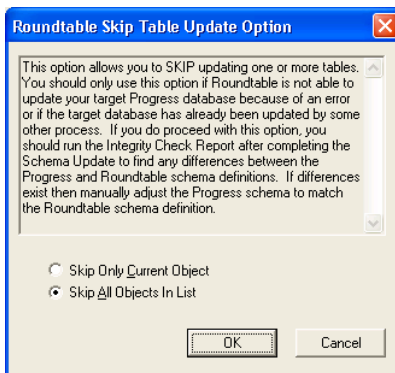 Roundtable Skip Table Update Option
This option allows you to SKIP updating one or more tables.
You should only use this option if Roundtable is not able to
update your target Progress database because of an error
or if the target database has already been updated by some
other process.  If you do proceed with this option, you
should run the Integrity Check Report after completing the
Schema Update to find any differences between the
Progress and Roundtable schema definitions.  If differences
exist then manually adjust the Progress schema to match
the Roundtable schema definition.
Skip Only Current Object
Skip All Objects In List
OK Cancel